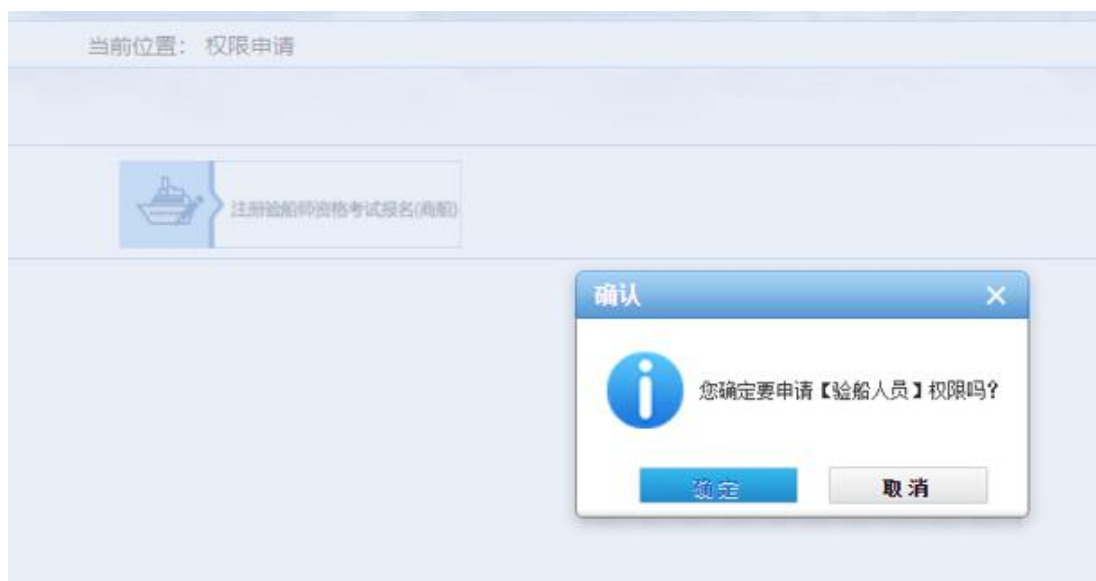 当前位置: 权限申请
注册验船师资格考试报名(商船)
确认
您确定要申请【验船人员】权限吗?
确定
取消